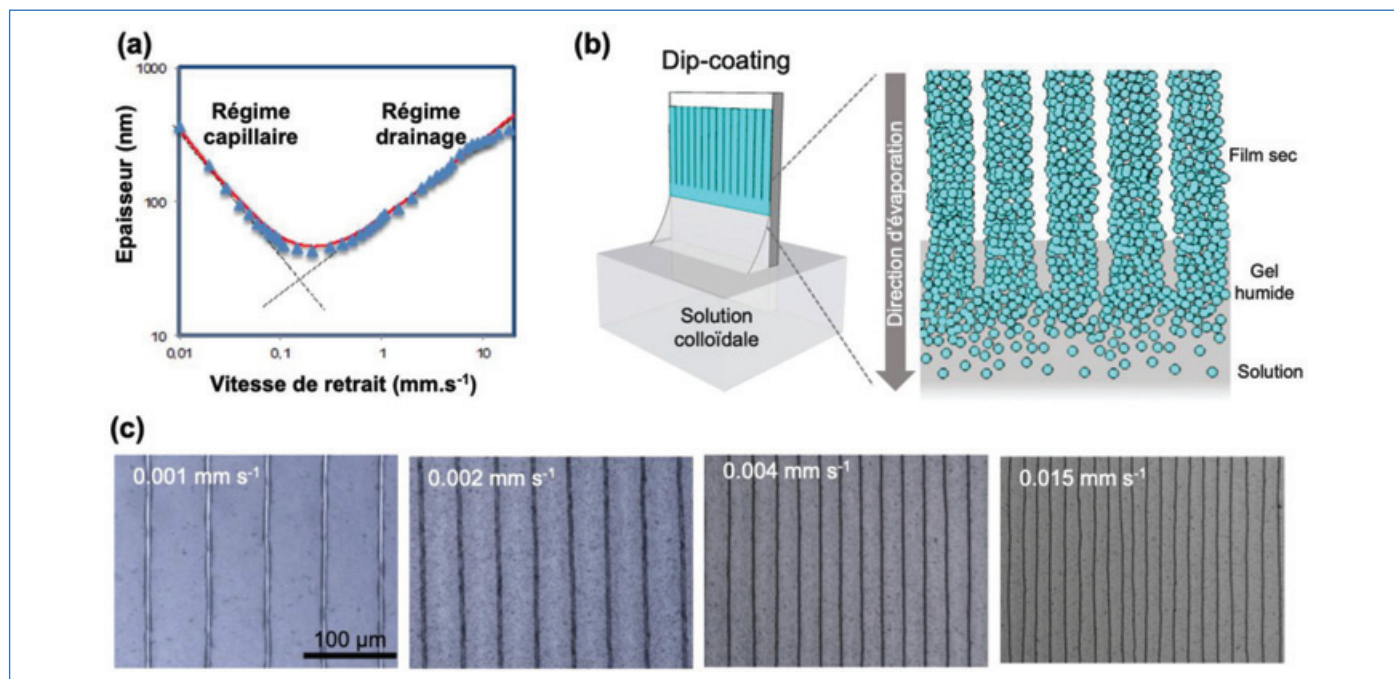 (a)
1000
100
10
0,01
0,1
1
10
Epaisseur (nm)
Régime
capillaire
Régime
drainage
Vitesse de retrait (mm.s⁻¹)
(b)
Dip-coating
Solution
colloïdale
Direction d'évaporation
Film sec
Gel
humide
Solution
(c)
0.001 mm s⁻¹
100 µm
0.002 mm s⁻¹
0.004 mm s⁻¹
0.015 mm s⁻¹